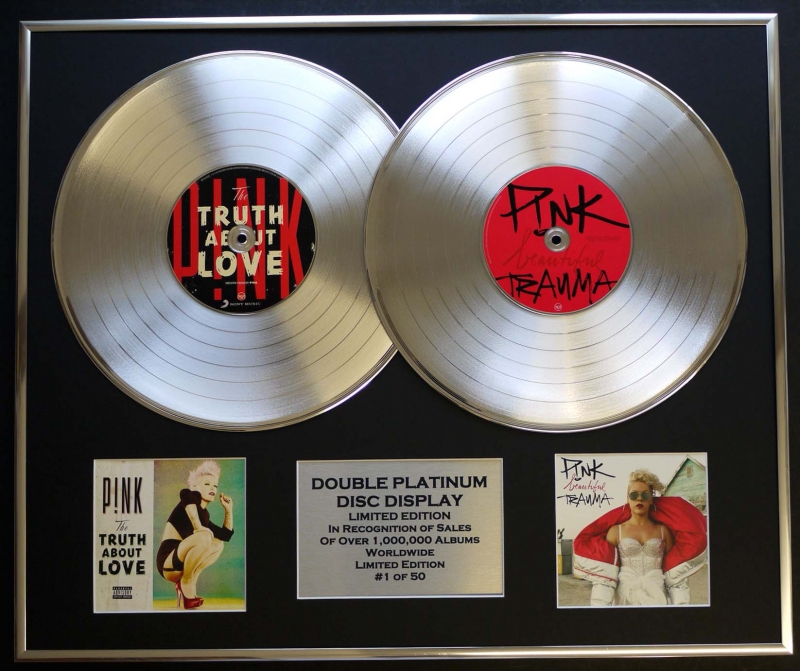 P!NK
The
TRUTH
ABOUT
LOVE
SONY MUSIC
P!NK
beautiful
TRAUMA
P!NK
The
TRUTH
ABOUT
LOVE
DOUBLE PLATINUM
DISC DISPLAY
LIMITED EDITION
IN RECOGNITION OF SALES
OF OVER 1,000,000 ALBUMS
WORLDWIDE
LIMITED EDITION
#1 OF 50
P!NK
beautiful
TRAUMA